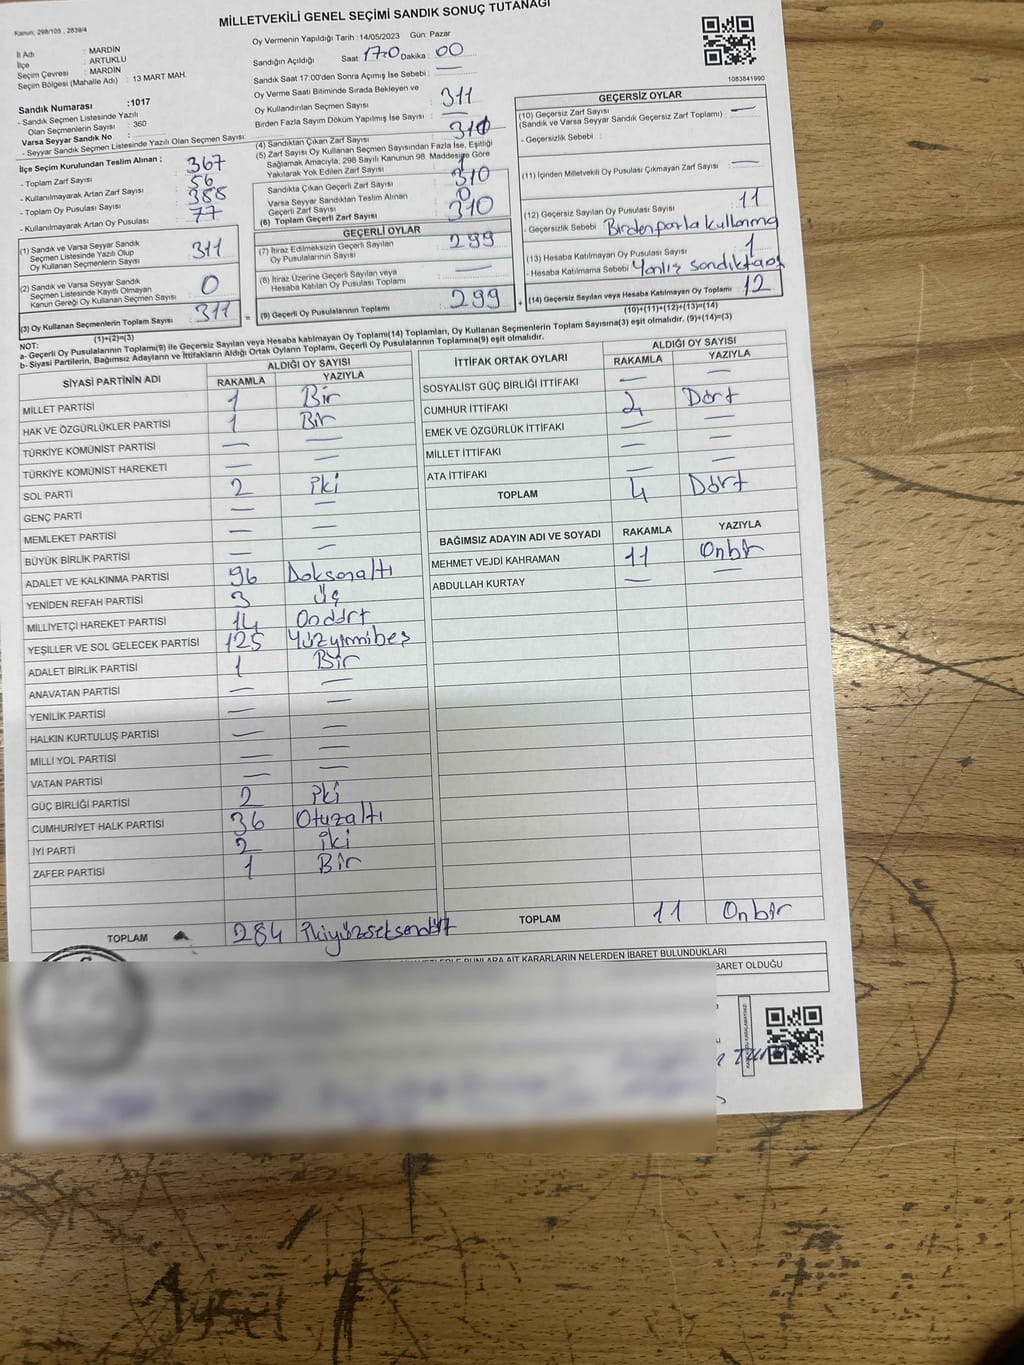 MİLLETVEKİLİ GENEL SEÇİMİ SANDIK SONUÇ TUTANAĞI
Kanun; 298/105 , 2839/4
İl Adı : MARDİN
İlçe : ARTUKLU
Seçim Çevresi : MARDİN
Seçim Bölgesi (Mahalle Adı) : 13 MART MAH.
Sandık Numarası :1017
- Sandık Seçmen Listesinde Yazılı Olan Seçmenlerin Sayısı : 360
Varsa Seyyar Sandık No :
- Seyyar Sandık Seçmen Listesinde Yazılı Olan Seçmen Sayısı:
Oy Vermenin Yapıldığı Tarih : 14/05/2023 Gün: Pazar
Sandığın Açıldığı Saat: 17:0 Dakika : 00
Sandık Saat 17:00'den Sonra Açımış İse Sebebi : —
Oy Verme Saati Bitiminde Sırada Bekleyen ve
Oy Kullandırılan Seçmen Sayısı : 311
Birden Fazla Sayım Döküm Yapılmış İse Sayısı : —
1083841990
İlçe Seçim Kurulundan Teslim Alınan ;
- Toplam Zarf Sayısı : 367
- Kullanılmayarak Artan Zarf Sayısı : 56
- Toplam Oy Pusulası Sayısı : 388
- Kullanılmayarak Artan Oy Pusulası : 77
(1) Sandık ve Varsa Seyyar Sandık Seçmen Listesinde Yazılı Olup Oy Kullanan Seçmenlerin Sayısı 311
(2) Sandık ve Varsa Seyyar Sandık Seçmen Listesinde Kayıtlı Olmayan Kanun Gereği Oy Kullanan Seçmen Sayısı 0
(3) Oy Kullanan Seçmenlerin Toplam Sayısı 311
(1)+(2)=(3)
(4) Sandıktan Çıkan Zarf Sayısı
(5) Zarf Sayısı Oy Kullanan Seçmen Sayısından Fazla İse, Eşitliği
Sağlamak Amacıyla, 298 Sayılı Kanunun 98. Maddesine Göre
Yakılarak Yok Edilen Zarf Sayısı
Sandıkta Çıkan Geçerli Zarf Sayısı : 310
Varsa Seyyar Sandıktan Teslim Alınan Geçerli Zarf Sayısı : 0
(6) Toplam Geçerli Zarf Sayısı : 310
GEÇERLİ OYLAR
(7) İtiraz Edilmeksizin Geçerli Sayılan Oy Pusulalarının Sayısı : 299
(8) İtiraz Üzerine Geçerli Sayılan veya Hesaba Katılan Oy Pusulası Toplamı : —
(9) Geçerli Oy Pusulalarının Toplamı : 299
GEÇERSİZ OYLAR
(10) Geçersiz Zarf Sayısı : —
(Sandık ve Varsa Seyyar Sandık Geçersiz Zarf Toplamı)
- Geçersizlik Sebebi :
(11) İçinden Milletvekili Oy Pusulası Çıkmayan Zarf Sayısı : —
(12) Geçersiz Sayılan Oy Pusulası Sayısı : 11
- Geçersizlik Sebebi
(13) Hesaba Katılmayan Oy Pusulası Sayısı : 1
- Hesaba Katılmama Sebebi :
(14) Geçersiz Sayılan veya Hesaba Katılmayan Oy Toplamı : 12
(10)+(11)+(12)+(13)=(14)
NOT:
a- Geçerli Oy Pusulalarının Toplamı(9) ile Geçersiz Sayılan veya Hesaba katılmayan Oy Toplamı(14) Toplamları, Oy Kullanan Seçmenlerin Toplam Sayısına(3) eşit olmalıdır. (9)+(14)=(3)
b- Siyasi Partilerin, Bağımsız Adayların ve İttifakların Aldığı Ortak Oyların Toplamı, Geçerli Oy Pusulalarının Toplamına(9) eşit olmalıdır.
SİYASİ PARTİNİN ADI ALDIĞI OY SAYISI
RAKAMLA YAZIYLA
MİLLET PARTİSİ 1 Bir
HAK VE ÖZGÜRLÜKLER PARTİSİ 1 Bir
TÜRKİYE KOMÜNİST PARTİSİ — —
TÜRKİYE KOMÜNİST HAREKETİ — —
SOL PARTİ 2 iki
GENÇ PARTİ — —
MEMLEKET PARTİSİ — —
BÜYÜK BİRLİK PARTİSİ — —
ADALET VE KALKINMA PARTİSİ 96 Doksanaltı
YENİDEN REFAH PARTİSİ 3 Üç
MİLLİYETÇİ HAREKET PARTİSİ 14 Ondört
YEŞİLLER VE SOL GELECEK PARTİSİ 125 Yüzyirmibeş
ADALET BİRLİK PARTİSİ 1 Bir
ANAVATAN PARTİSİ — —
YENİLİK PARTİSİ — —
HALKIN KURTULUŞ PARTİSİ — —
MİLLİ YOL PARTİSİ — —
VATAN PARTİSİ — —
GÜÇ BİRLİĞİ PARTİSİ 2 iki
CUMHURİYET HALK PARTİSİ 36 Otuzaltı
İYİ PARTİ 2 iki
ZAFER PARTİSİ 1 Bir
TOPLAM 284
İTTİFAK ORTAK OYLARI ALDIĞI OY SAYISI
RAKAMLA YAZIYLA
SOSYALİST GÜÇ BİRLİĞİ İTTİFAKI — —
CUMHUR İTTİFAKI 4 Dört
EMEK VE ÖZGÜRLÜK İTTİFAKI — —
MİLLET İTTİFAKI — —
ATA İTTİFAKI — —
TOPLAM 4 Dört
BAĞIMSIZ ADAYIN ADI VE SOYADI RAKAMLA YAZIYLA
MEHMET VEJDİ KAHRAMAN 11 Onbir
ABDULLAH KURTAY — —
TOPLAM 11 Onbir
BUNLARA AİT KARARLARIN NELERDEN İBARET BULUNDUKLARI
BARET OLDUĞU